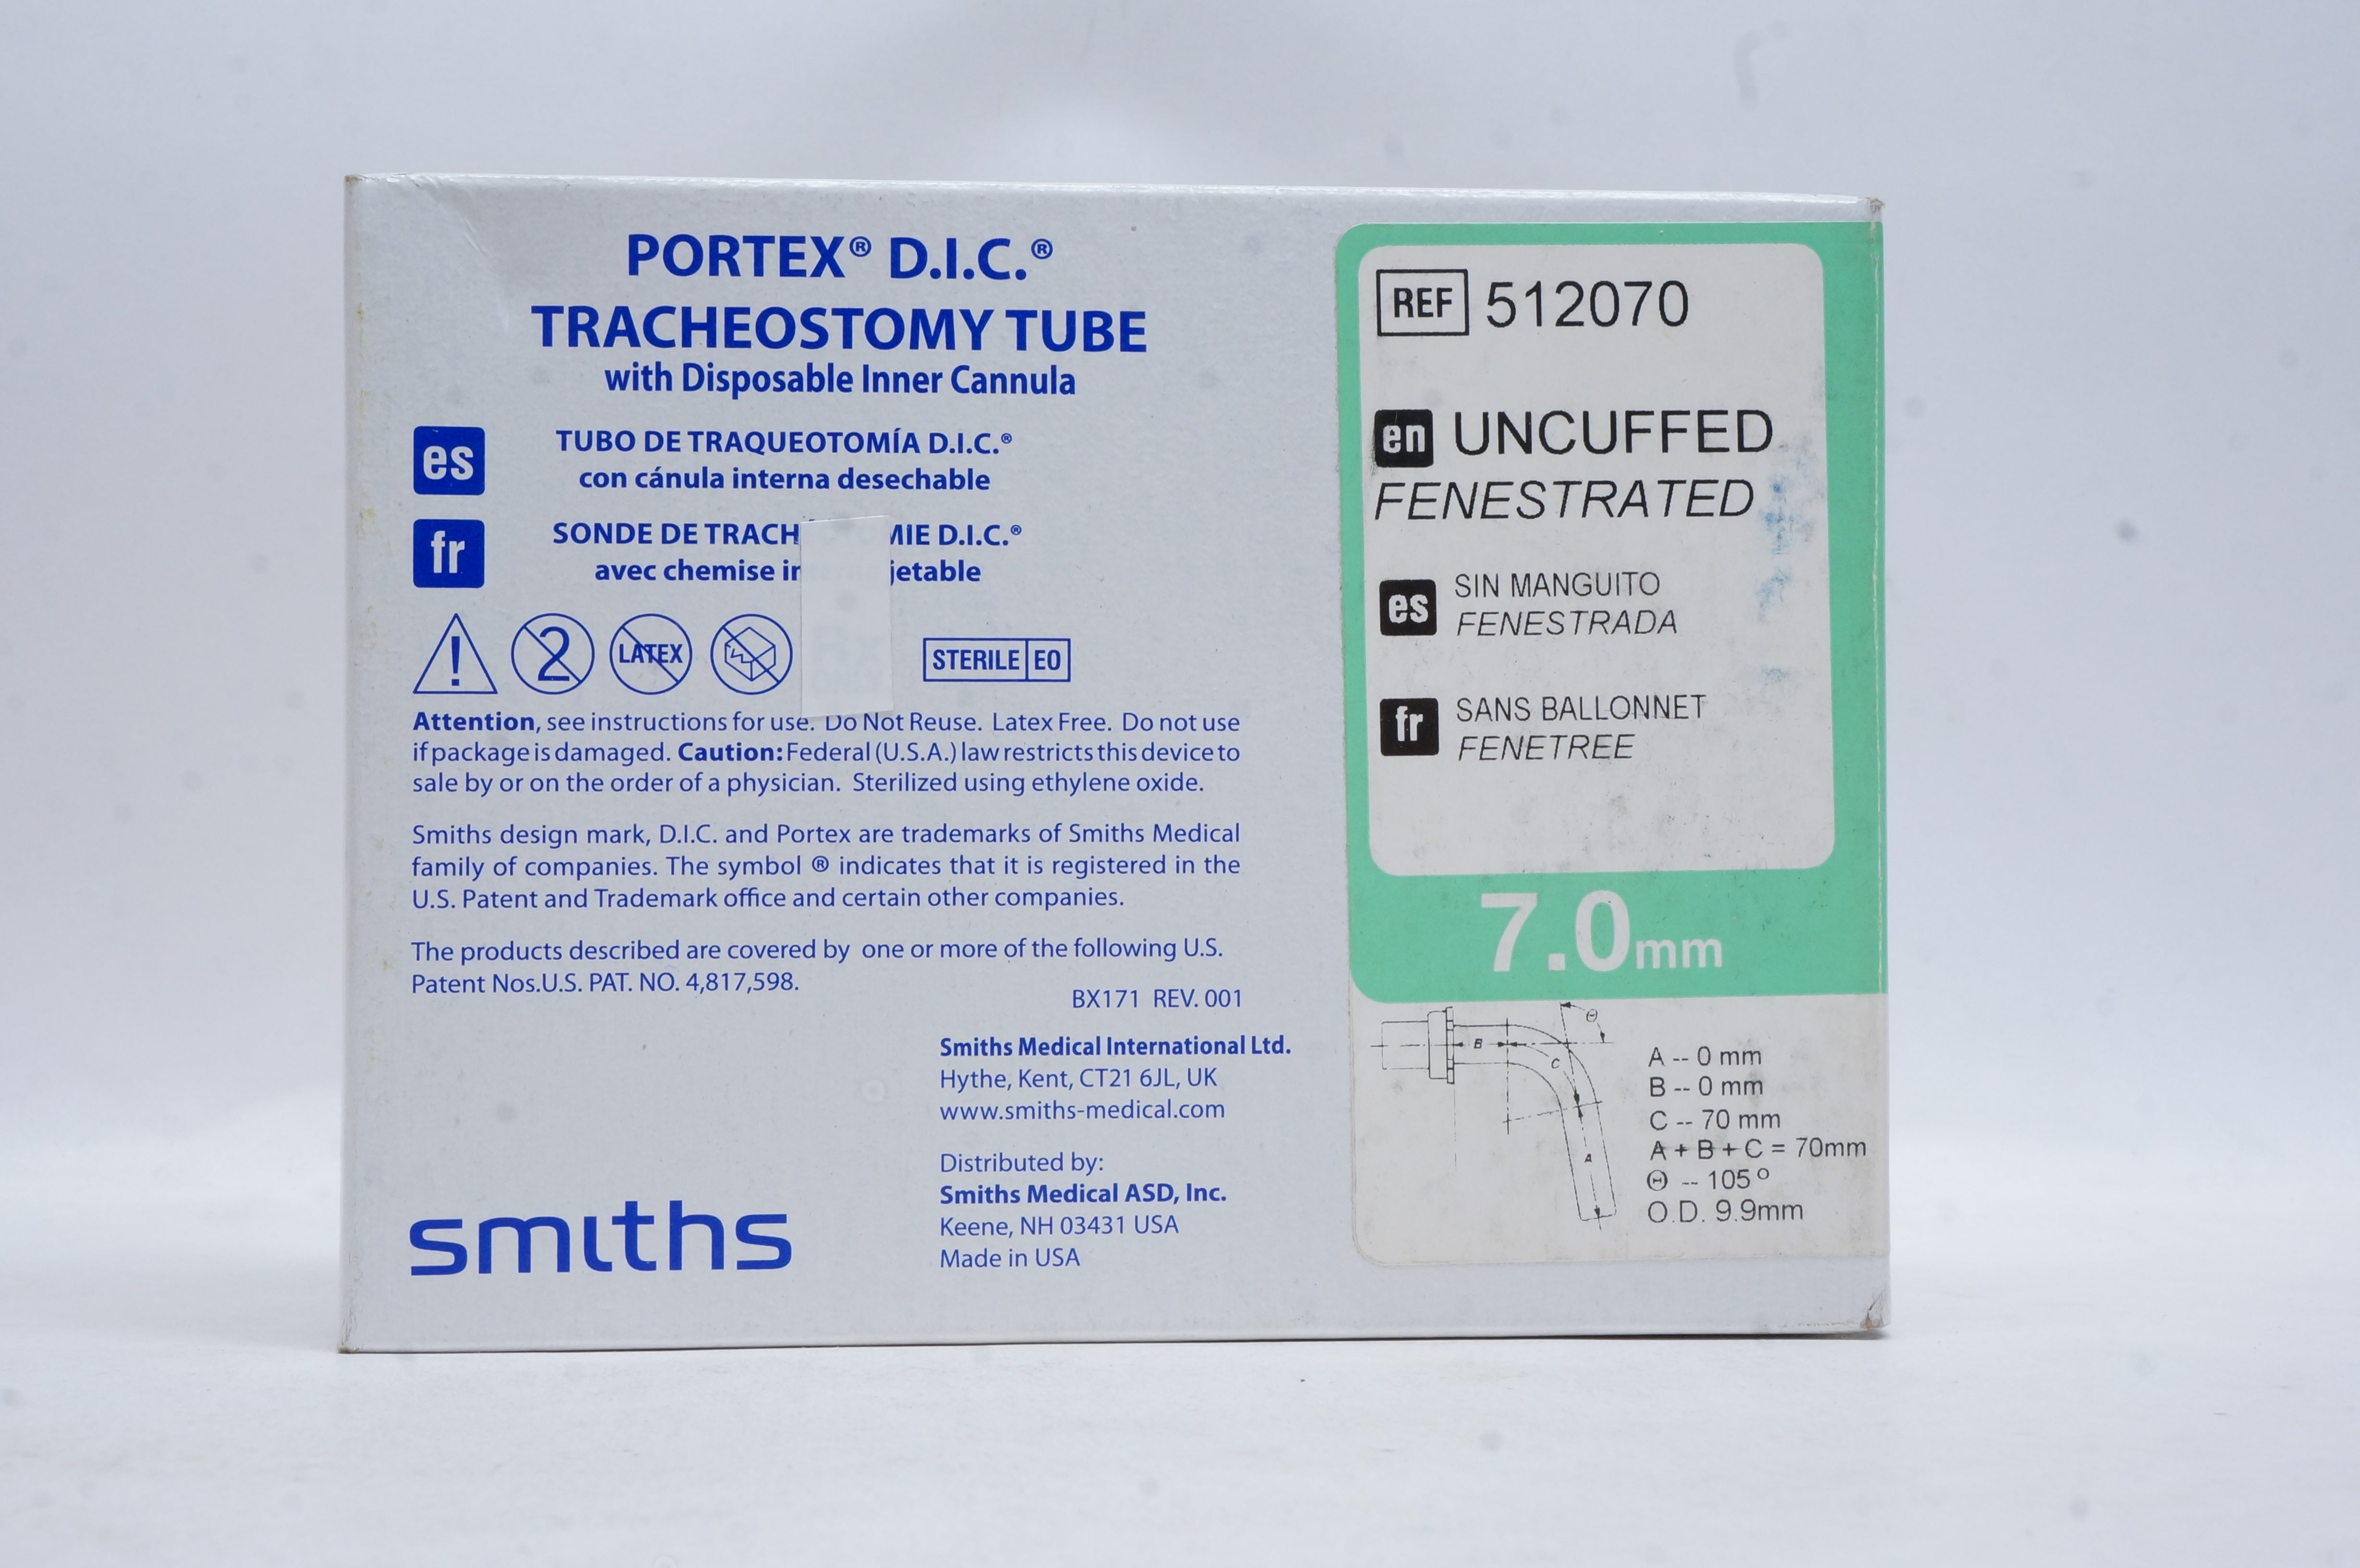 PORTEX® D.I.C.®
TRACHEOSTOMY TUBE
with Disposable Inner Cannula
es
TUBO DE TRAQUEOTOMÍA D.I.C.®
con cánula interna desechable
fr
SONDE DE TRACH MIE D.I.C.®
avec chemise in jetable
!
2
LATEX
Rx
STERILE EO
Attention, see instructions for use. Do Not Reuse. Latex Free. Do not use
if package is damaged. Caution: Federal (U.S.A.) law restricts this device to
sale by or on the order of a physician. Sterilized using ethylene oxide.
Smiths design mark, D.I.C. and Portex are trademarks of Smiths Medical
family of companies. The symbol ® indicates that it is registered in the
U.S. Patent and Trademark office and certain other companies.
The products described are covered by one or more of the following U.S.
Patent Nos.U.S. PAT. NO. 4,817,598.
BX171 REV. 001
Smiths Medical International Ltd.
Hythe, Kent, CT21 6JL, UK
www.smiths-medical.com
Distributed by:
Smiths Medical ASD, Inc.
Keene, NH 03431 USA
Made in USA
smiths
REF 512070
en UNCUFFED
FENESTRATED
es SIN MANGUITO
FENESTRADA
fr SANS BALLONNET
FENETREE
7.0mm
Θ
B
C
A
A -- 0 mm
B -- 0 mm
C -- 70 mm
A + B + C = 70mm
Θ -- 105°
O.D. 9.9mm